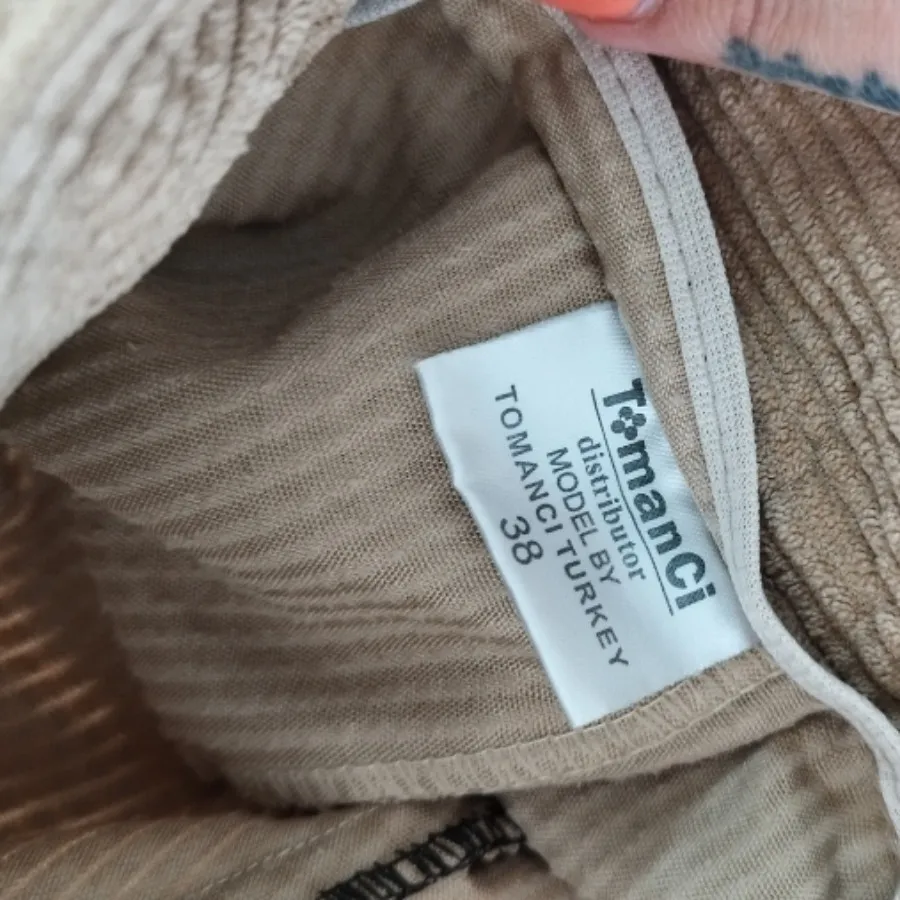 TomanCi
distributor
MODEL BY
TOMANCI TURKEY
38